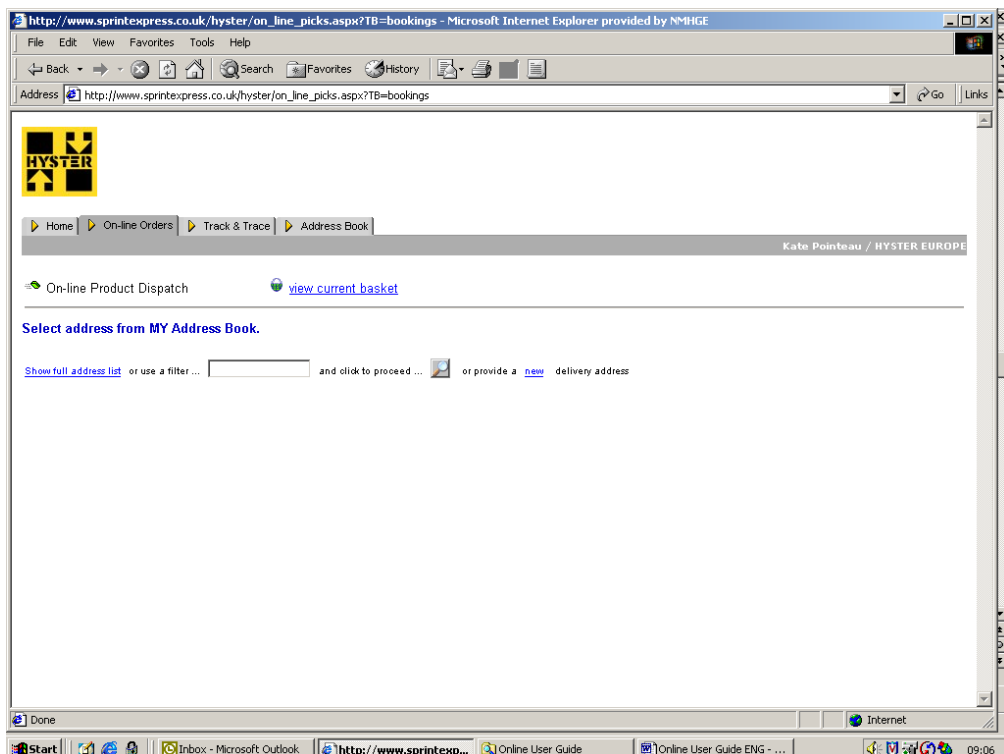 http://www.sprintexpress.co.uk/hyster/on_line_picks.aspx?TB=bookings - Microsoft Internet Explorer provided by NMHGE
File Edit View Favorites Tools Help
Back Search Favorites History
Address http://www.sprintexpress.co.uk/hyster/on_line_picks.aspx?TB=bookings Go Links
HYSTER
Home On-line Orders Track & Trace Address Book
Kate Pointeau / HYSTER EUROPE
On-line Product Dispatch view current basket
Select address from MY Address Book.
Show full address list or use a filter ... and click to proceed ... or provide a new delivery address
Done Internet
Start Inbox - Microsoft Outlook http://www.sprintexp... Online User Guide Online User Guide ENG - ... 09:06